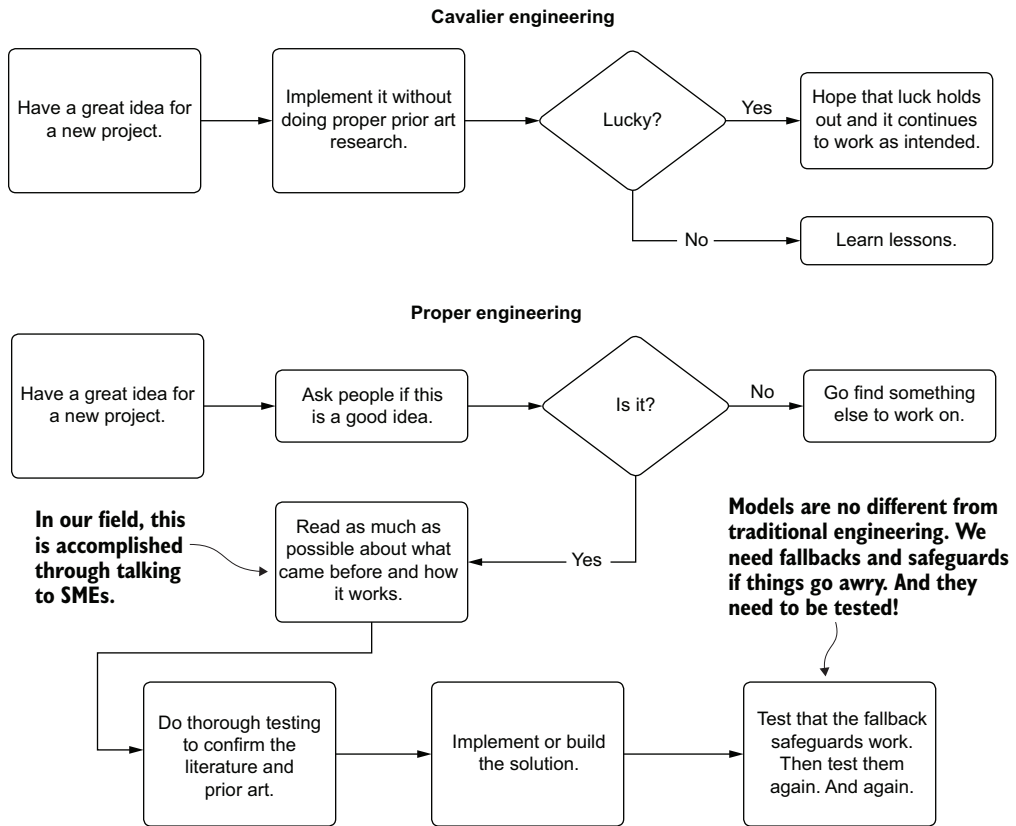 Cavalier engineering
Have a great idea for
a new project.
Implement it without
doing proper prior art
research.
Lucky?
Yes
Hope that luck holds
out and it continues
to work as intended.
No
Learn lessons.
Proper engineering
Have a great idea for
a new project.
Ask people if this
is a good idea.
Is it?
No
Go find something
else to work on.
Yes
In our field, this
is accomplished
through talking
to SMEs.
Read as much as
possible about what
came before and how
it works.
Models are no different from
traditional engineering. We
need fallbacks and safeguards
if things go awry. And they
need to be tested!
Do thorough testing
to confirm the
literature and
prior art.
Implement or build
the solution.
Test that the fallback
safeguards work.
Then test them
again. And again.